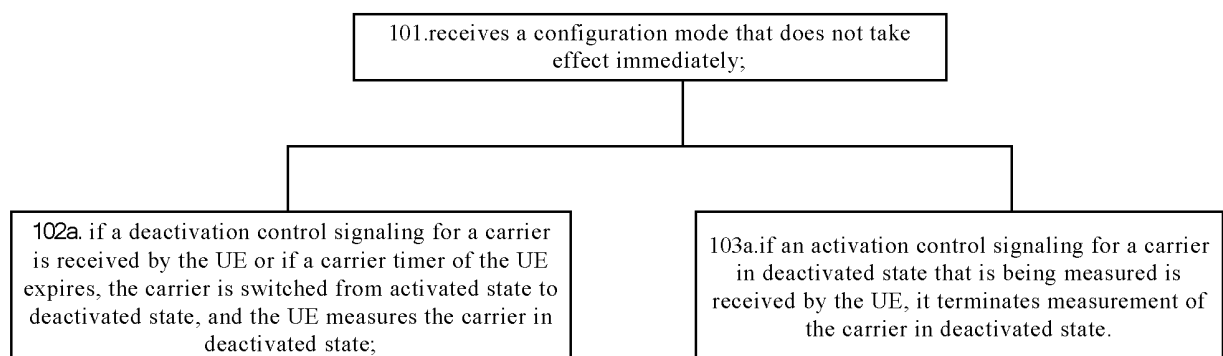 101.receives a configuration mode that does not take
effect immediately;
102a. if a deactivation control signaling for a carrier
is received by the UE or if a carrier timer of the UE
expires, the carrier is switched from activated state to
deactivated state, and the UE measures the carrier in
deactivated state;
103a.if an activation control signaling for a carrier
in deactivated state that is being measured is
received by the UE, it terminates measurement of
the carrier in deactivated state.